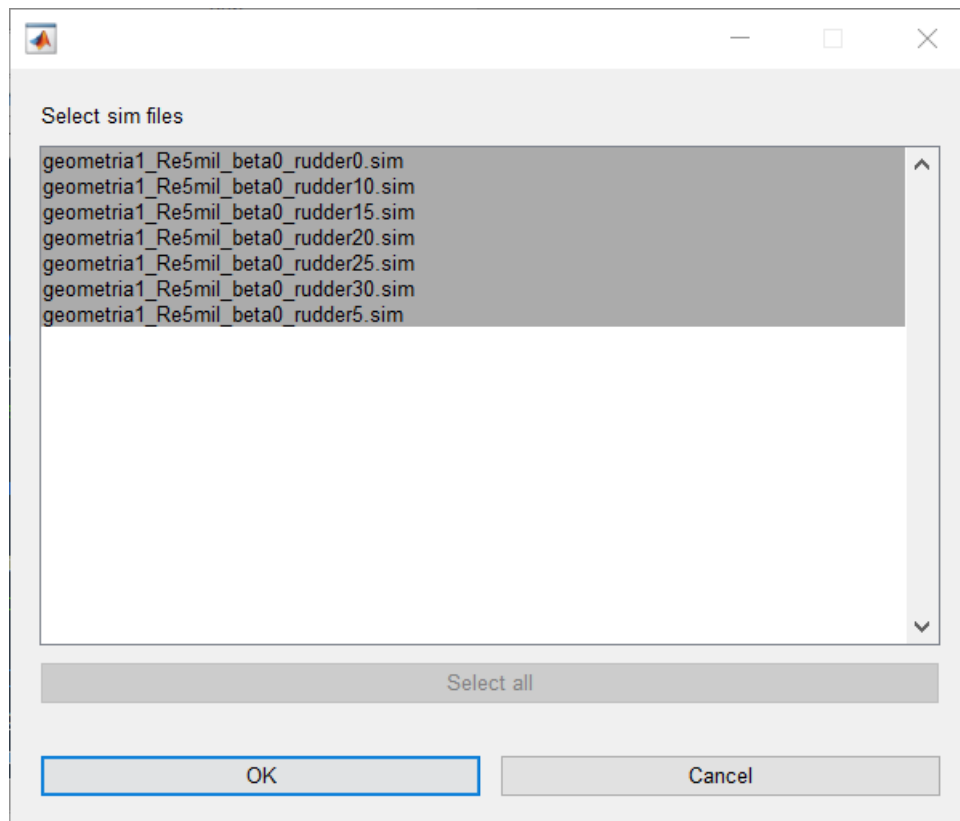 Select sim files
geometria1_Re5mil_beta0_rudder0.sim
geometria1_Re5mil_beta0_rudder10.sim
geometria1_Re5mil_beta0_rudder15.sim
geometria1_Re5mil_beta0_rudder20.sim
geometria1_Re5mil_beta0_rudder25.sim
geometria1_Re5mil_beta0_rudder30.sim
geometria1_Re5mil_beta0_rudder5.sim
Select all
OK
Cancel